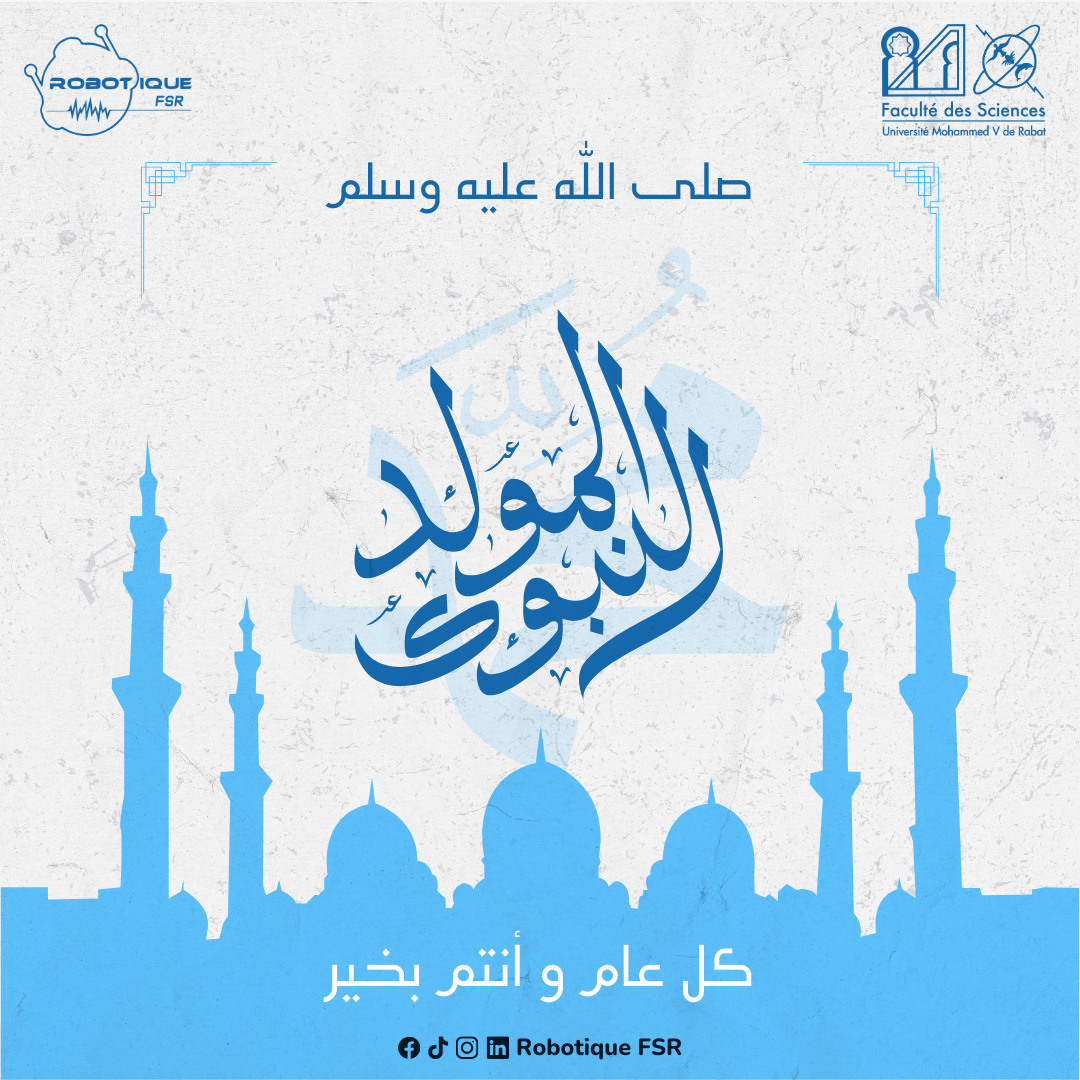 ROBOTIQUE
FSR
Faculté des Sciences
Université Mohammed V de Rabat
صلى الله عليه وسلم
محمد
المولد
النبوي
كل عام و أنتم بخير
Robotique FSR